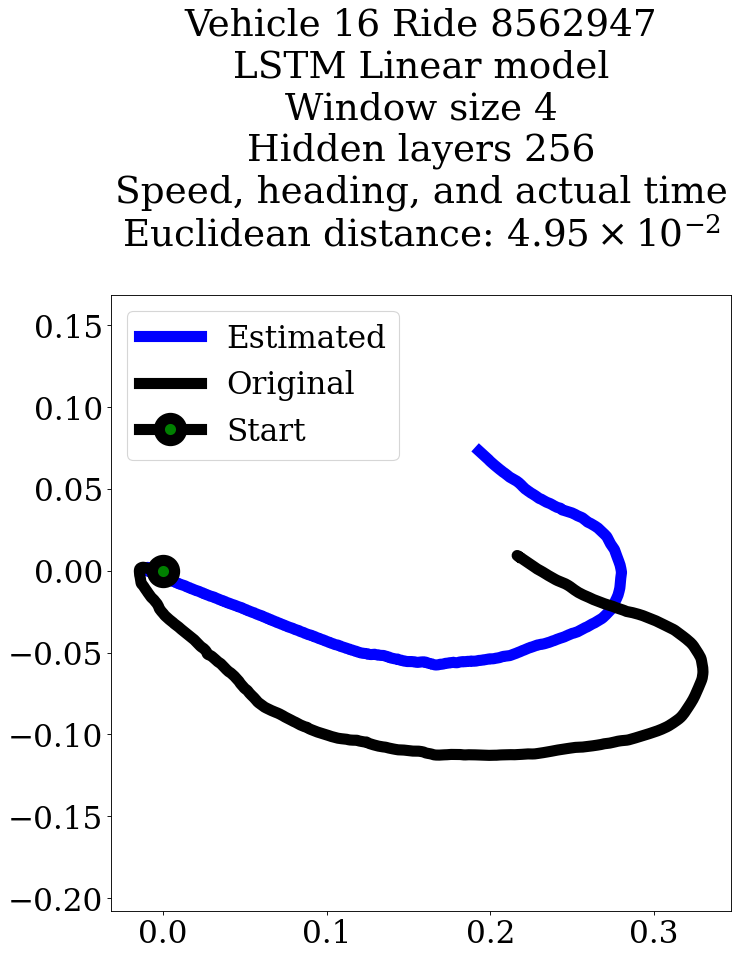 Vehicle 16 Ride 8562947
LSTM Linear model
Window size 4
Hidden layers 256
Speed, heading, and actual time
Euclidean distance: 4.95 × 10⁻²
Estimated
Original
Start
0.15
0.10
0.05
0.00
−0.05
−0.10
−0.15
−0.20
0.0 0.1 0.2 0.3